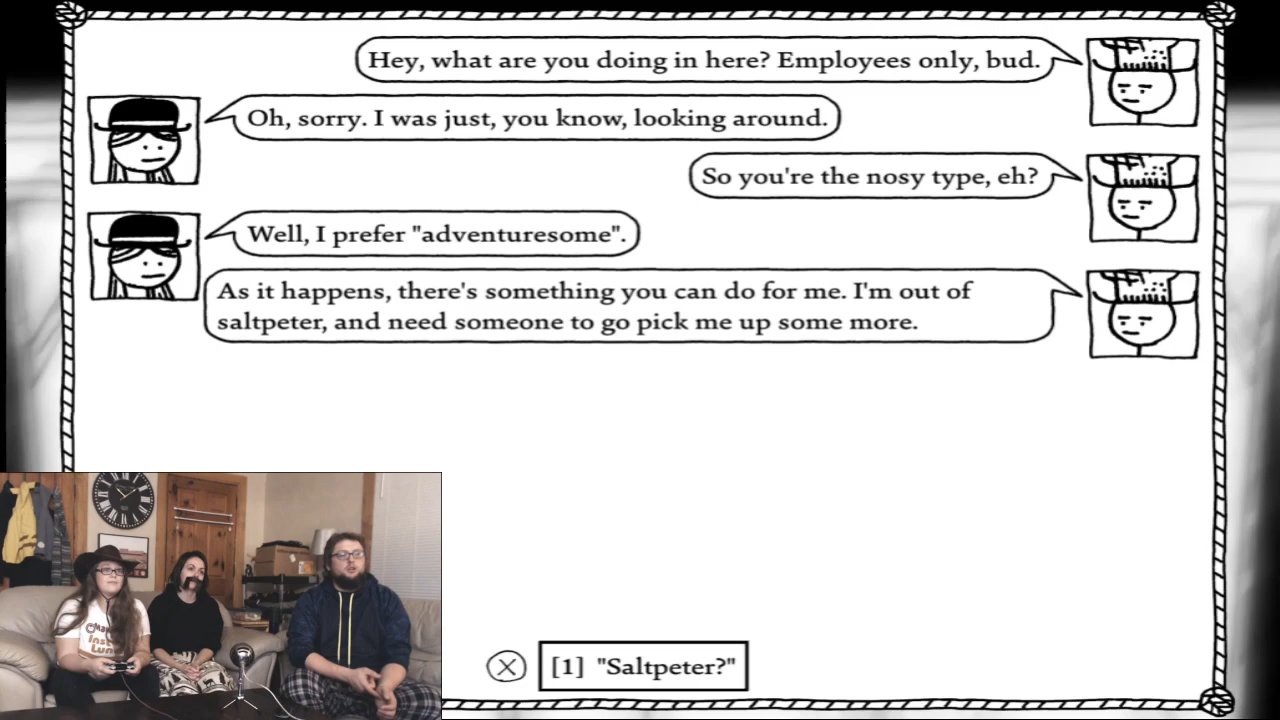 Hey, what are you doing in here? Employees only, bud.
Oh, sorry. I was just, you know, looking around.
So you're the nosy type, eh?
Well, I prefer "adventuresome".
As it happens, there's something you can do for me. I'm out of
saltpeter, and need someone to go pick me up some more.
[1] "Saltpeter?"